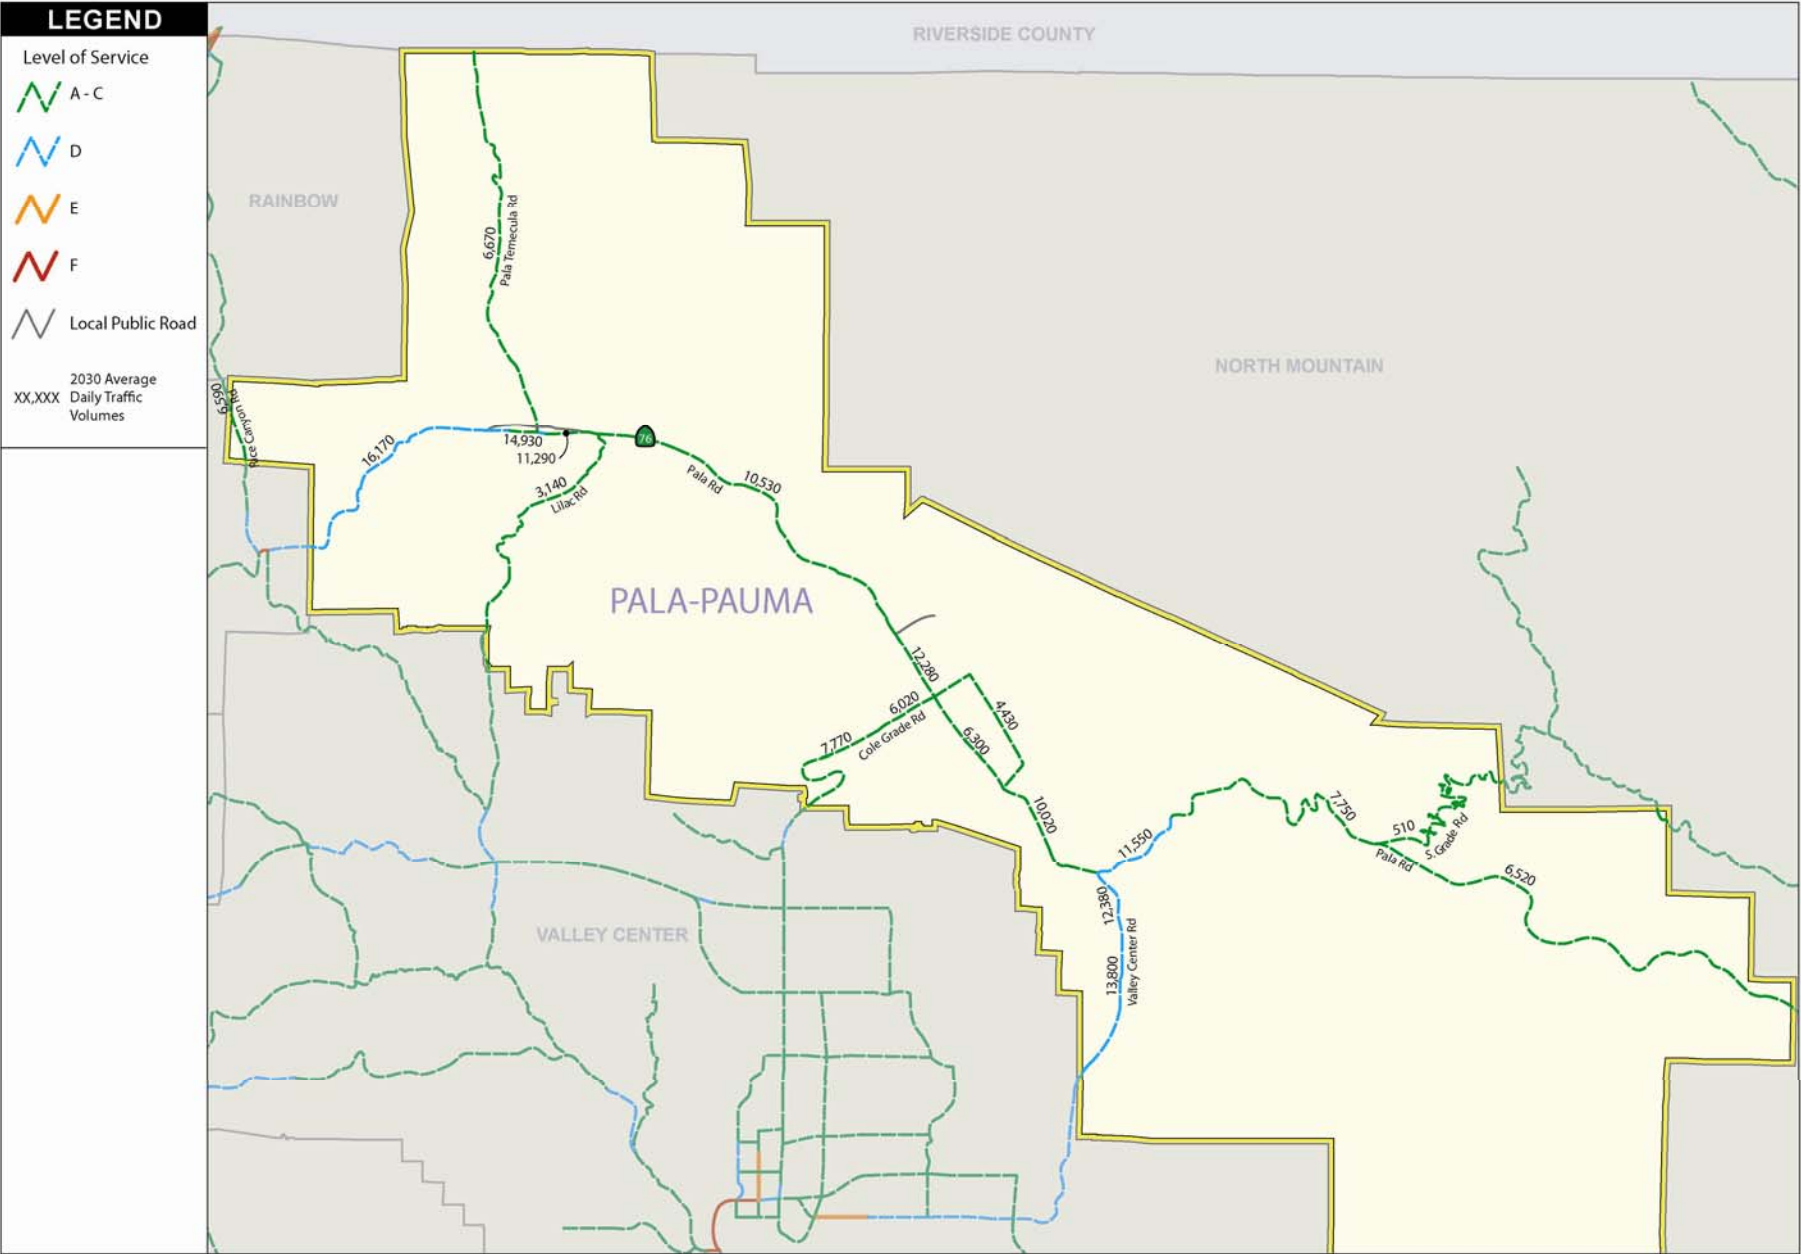 LEGEND
Level of Service
A - C
D
E
F
Local Public Road
XX,XXX
2030 Average
Daily Traffic
Volumes
RIVERSIDE COUNTY
RAINBOW
6,670
Pala Temecula Rd
NORTH MOUNTAIN
6,590
Rice Canyon Rd
16,170
14,930
11,290
76
3,140
Lilac Rd
Pala Rd
10,530
PALA-PAUMA
12,280
6,020
7,770
Cole Grade Rd
4,430
6,300
10,020
11,550
7,750
510
S. Grade Rd
Pala Rd
6,520
12,380
13,800
Valley Center Rd
VALLEY CENTER